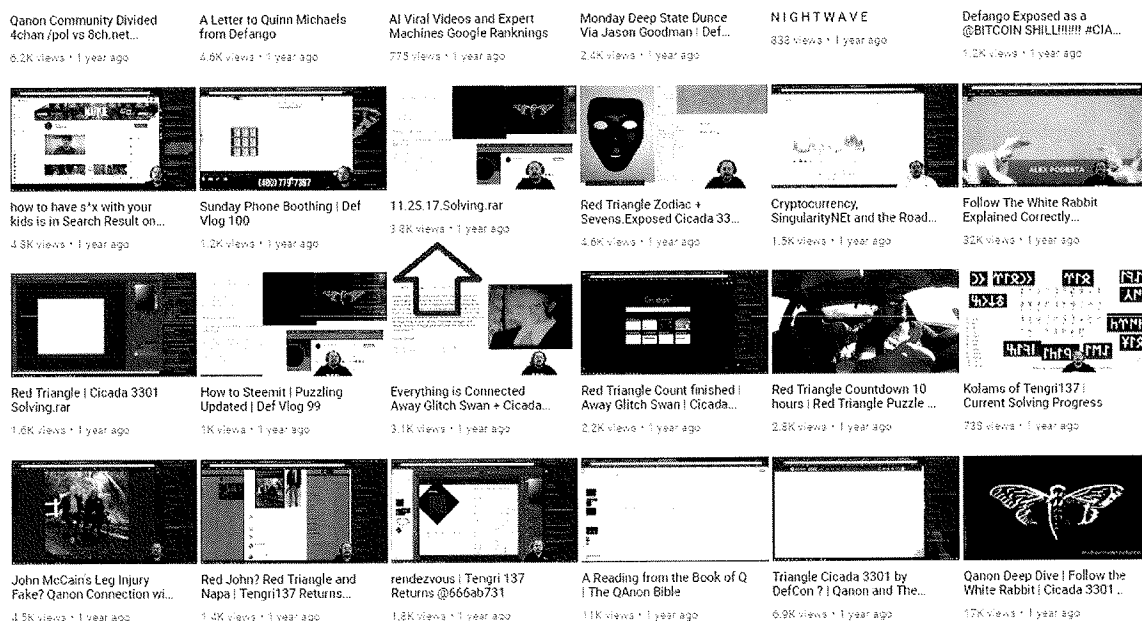 Qanon Community Divided
4chan /pol vs 8ch.net...
6.2K views • 1 year ago
A Letter to Quinn Michaels
from Defango
4.6K views • 1 year ago
AI Viral Videos and Expert
Machines Google Ranknings
775 views • 1 year ago
Monday Deep State Dunce
Via Jason Goodman | Def...
2.4K views • 1 year ago
N I G H T W A V E
838 views • 1 year ago
Defango Exposed as a
@BITCOIN SHILL!!!!!!! #CIA...
1.2K views • 1 year ago
how to have s*x with your
kids is in Search Result on...
4.8K views • 1 year ago
Sunday Phone Boothing | Def
Vlog 100
1.2K views • 1 year ago
11.25.17.Solving.rar
3.8K views • 1 year ago
Red Triangle Zodiac +
Sevens.Exposed Cicada 33...
4.6K views • 1 year ago
Cryptocurrency,
SingularityNEt and the Road...
1.5K views • 1 year ago
ALEX PODESTA
Follow The White Rabbit
Explained Correctly...
32K views • 1 year ago
Red Triangle | Cicada 3301
Solving.rar
1.6K views • 1 year ago
How to Steemit | Puzzling
Updated | Def Vlog 99
1K views • 1 year ago
Everything is Connected
Away Glitch Swan + Cicada...
3.1K views • 1 year ago
Red Triangle Count finished |
Away Glitch Swan | Cicada...
2.2K views • 1 year ago
Red Triangle Countdown 10
hours | Red Triangle Puzzle ...
2.8K views • 1 year ago
Kolams of Tengri137 |
Current Solving Progress
735 views • 1 year ago
John McCain's Leg Injury
Fake? Qanon Connection wi...
4.5K views • 1 year ago
Red John? Red Triangle and
Napa | Tengri137 Returns...
1.4K views • 1 year ago
rendezvous | Tengri 137
Returns @666ab731
1.8K views • 1 year ago
A Reading from the Book of Q
| The QAnon Bible
11K views • 1 year ago
Triangle Cicada 3301 by
DefCon ? | Qanon and The...
6.9K views • 1 year ago
Qanon Deep Dive | Follow the
White Rabbit | Cicada 3301 ..
17K views • 1 year ago